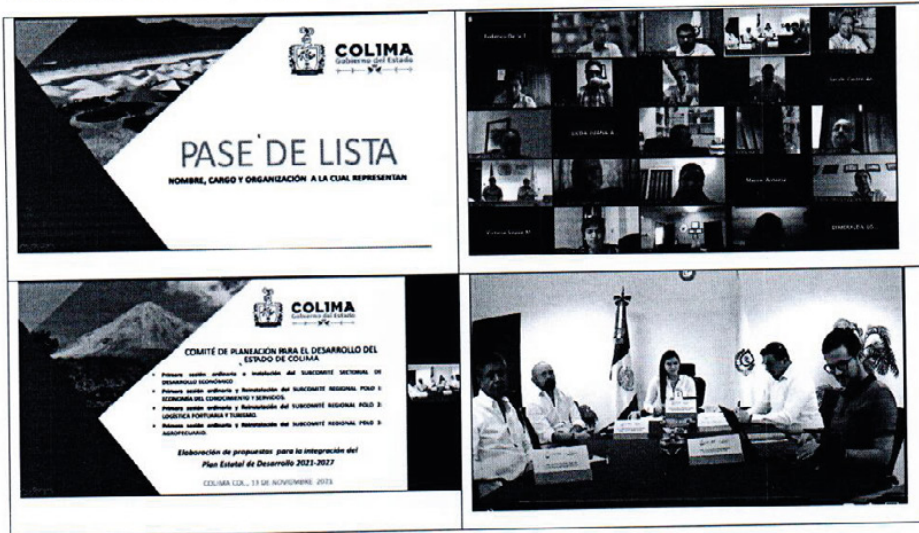 COLIMA
Gobierno del Estado
PASE DE LISTA
NOMBRE, CARGO Y ORGANIZACIÓN A LA CUAL REPRESENTAN
COLIMA
Gobierno del Estado
COMITÉ DE PLANEACIÓN PARA EL DESARROLLO DEL
ESTADO DE COLIMA
• Primera sesión ordinaria e Instalación del SUBCOMITÉ SECTORIAL DE
DESARROLLO ECONÓMICO
• Primera sesión ordinaria y Reinstalación del SUBCOMITÉ REGIONAL POLO 1:
ECONOMÍA DEL CONOCIMIENTO Y SERVICIOS.
• Primera sesión ordinaria y Reinstalación del SUBCOMITÉ REGIONAL POLO 2:
LOGÍSTICA PORTUARIA Y TURISMO.
• Primera sesión ordinaria y Reinstalación del SUBCOMITÉ REGIONAL POLO 3:
AGROPECUARIO.
Elaboración de propuestas para la integración del
Plan Estatal de Desarrollo 2021-2027
COLIMA COL., 13 DE NOVIEMBRE 2021